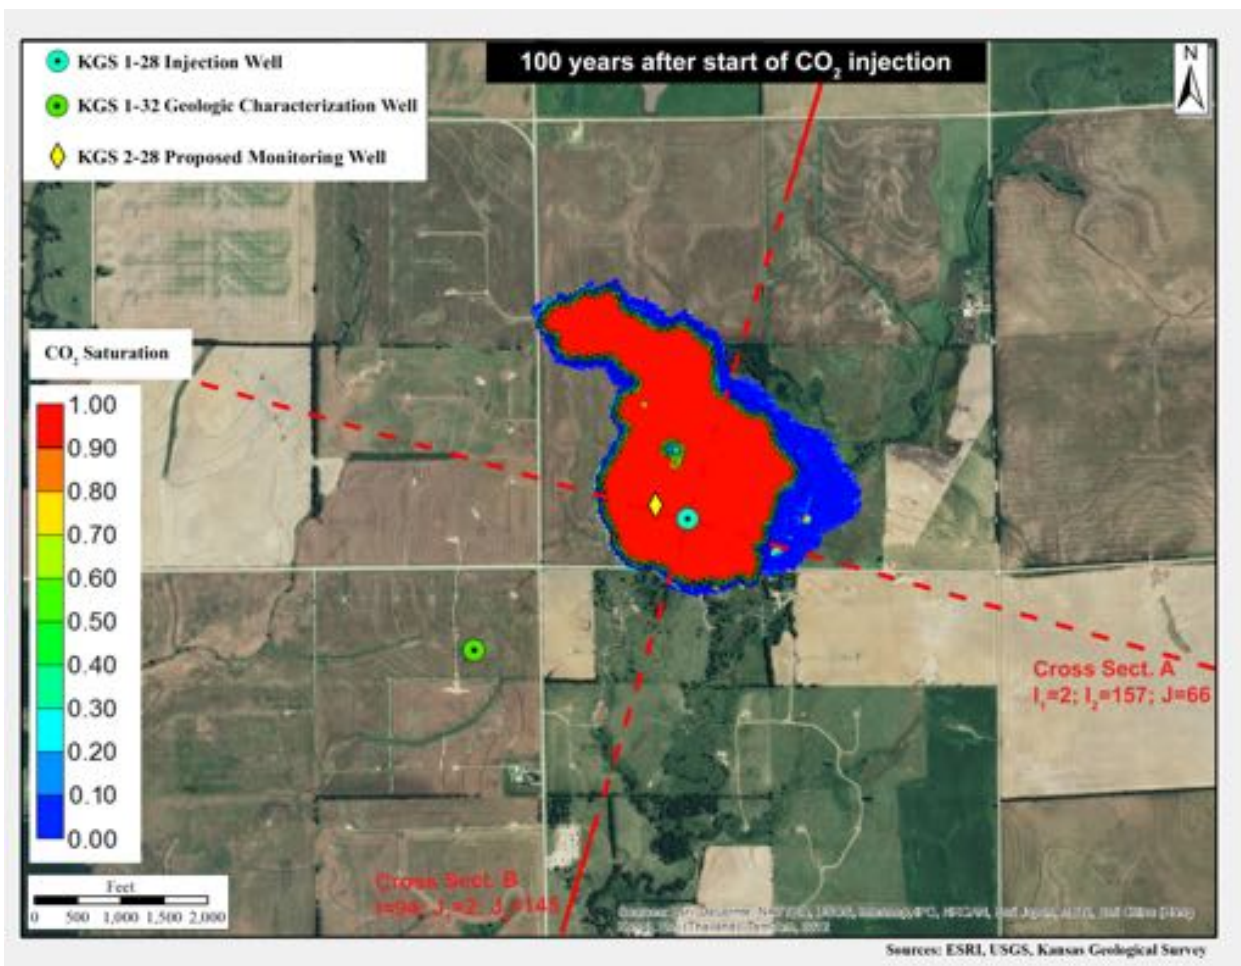 KGS 1-28 Injection Well
KGS 1-32 Geologic Characterization Well
KGS 2-28 Proposed Monitoring Well
100 years after start of CO₂ injection
N
CO₂ Saturation
1.00
0.90
0.80
0.70
0.60
0.50
0.40
0.30
0.20
0.10
0.00
Cross Sect. A
I₁=2; I₂=157; J=66
Cross Sect. B
Feet
0 500 1,000 1,500 2,000
Sources: ESRI, USGS, Kansas Geological Survey